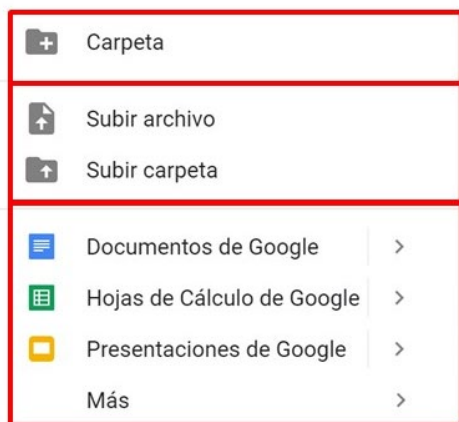 Carpeta
Subir archivo
Subir carpeta
Documentos de Google
Hojas de Cálculo de Google
Presentaciones de Google
Más